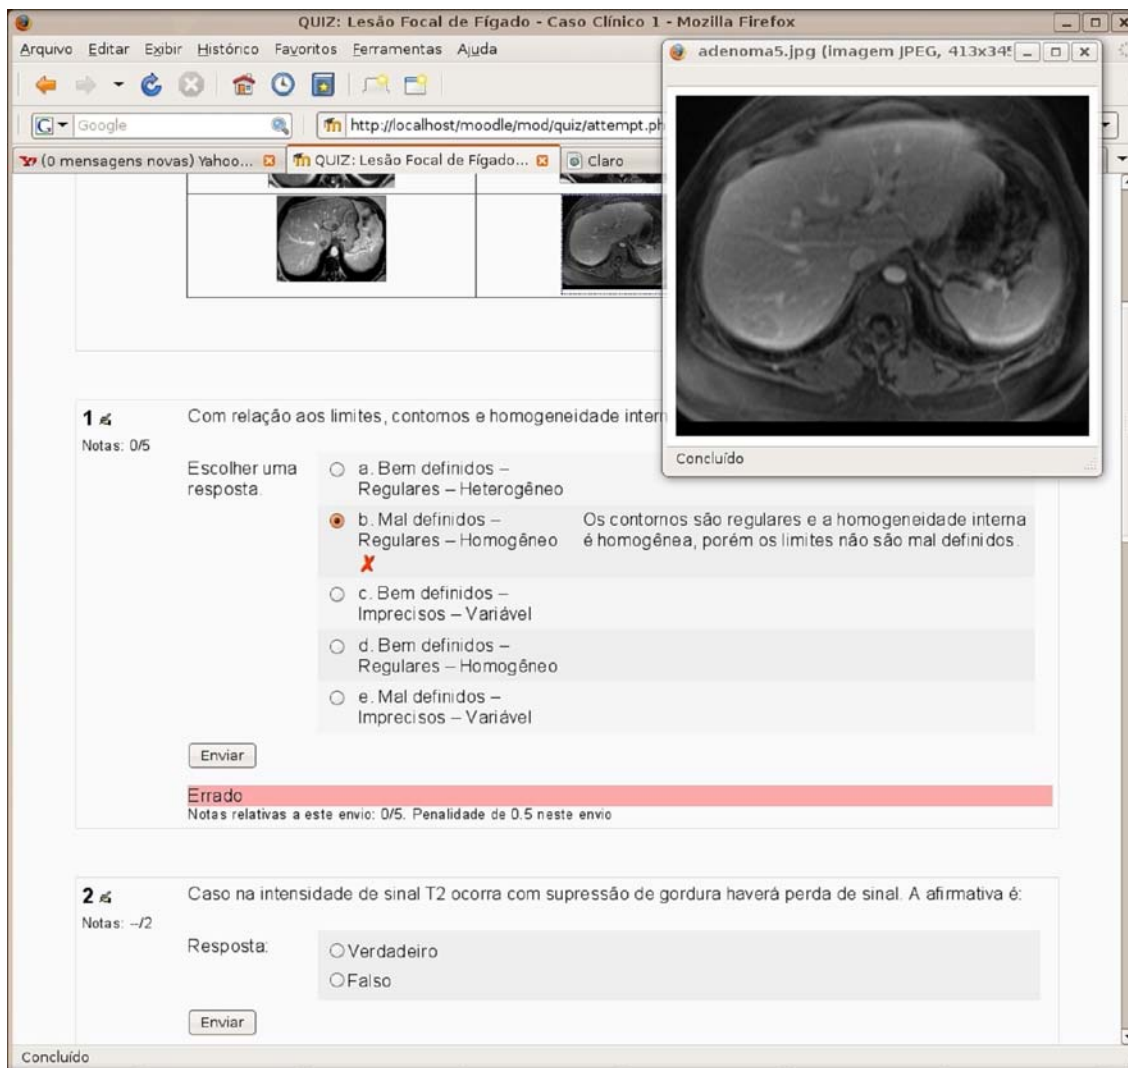 QUIZ: Lesão Focal de Fígado - Caso Clínico 1 - Mozilla Firefox
Arquivo Editar Exibir Histórico Favoritos Ferramentas Ajuda
adenoma5.jpg (imagem JPEG, 413x345
Google
http://localhost/moodle/mod/quiz/attempt.ph
(0 mensagens novas) Yahoo...
QUIZ: Lesão Focal de Fígado...
Claro
Concluído
1
Com relação aos limites, contornos e homogeneidade intern
Notas: 0/5
Escolher uma
resposta.
a. Bem definidos –
Regulares – Heterogêneo
b. Mal definidos –
Regulares – Homogêneo
Os contornos são regulares e a homogeneidade interna
é homogênea, porém os limites não são mal definidos.
c. Bem definidos –
Imprecisos – Variável
d. Bem definidos –
Regulares – Homogêneo
e. Mal definidos –
Imprecisos – Variável
Enviar
Errado
Notas relativas a este envio: 0/5. Penalidade de 0.5 neste envio
2
Caso na intensidade de sinal T2 ocorra com supressão de gordura haverá perda de sinal. A afirmativa é:
Notas: --/2
Resposta:
Verdadeiro
Falso
Enviar
Concluído